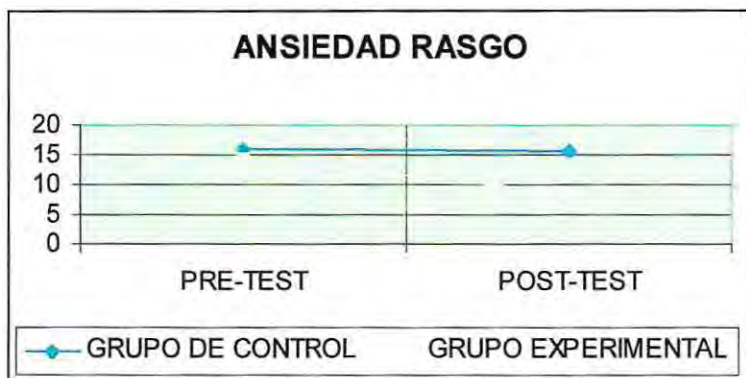 ANSIEDAD RASGO
20
15
10
5
0
PRE-TEST POST-TEST
GRUPO DE CONTROL GRUPO EXPERIMENTAL